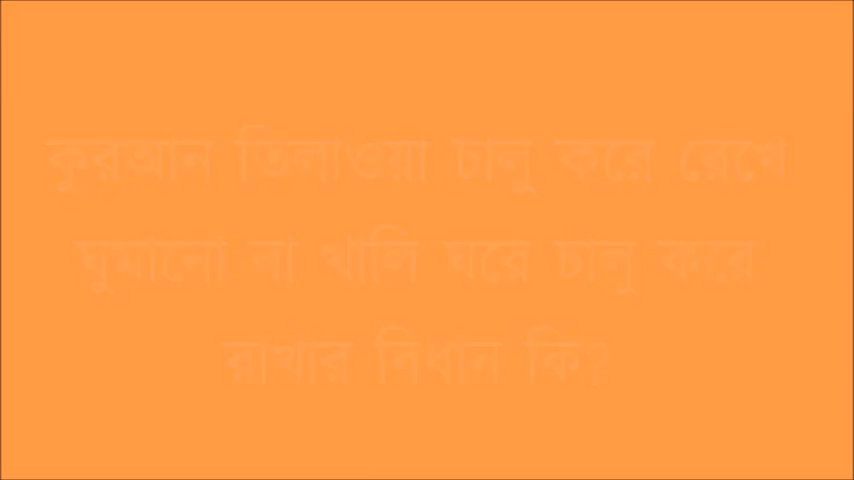 কুরআন তিলাওয়া চালু করে রেখে
ঘুমানো বা খালি ঘরে চালু করে
রাখার বিধান কি?